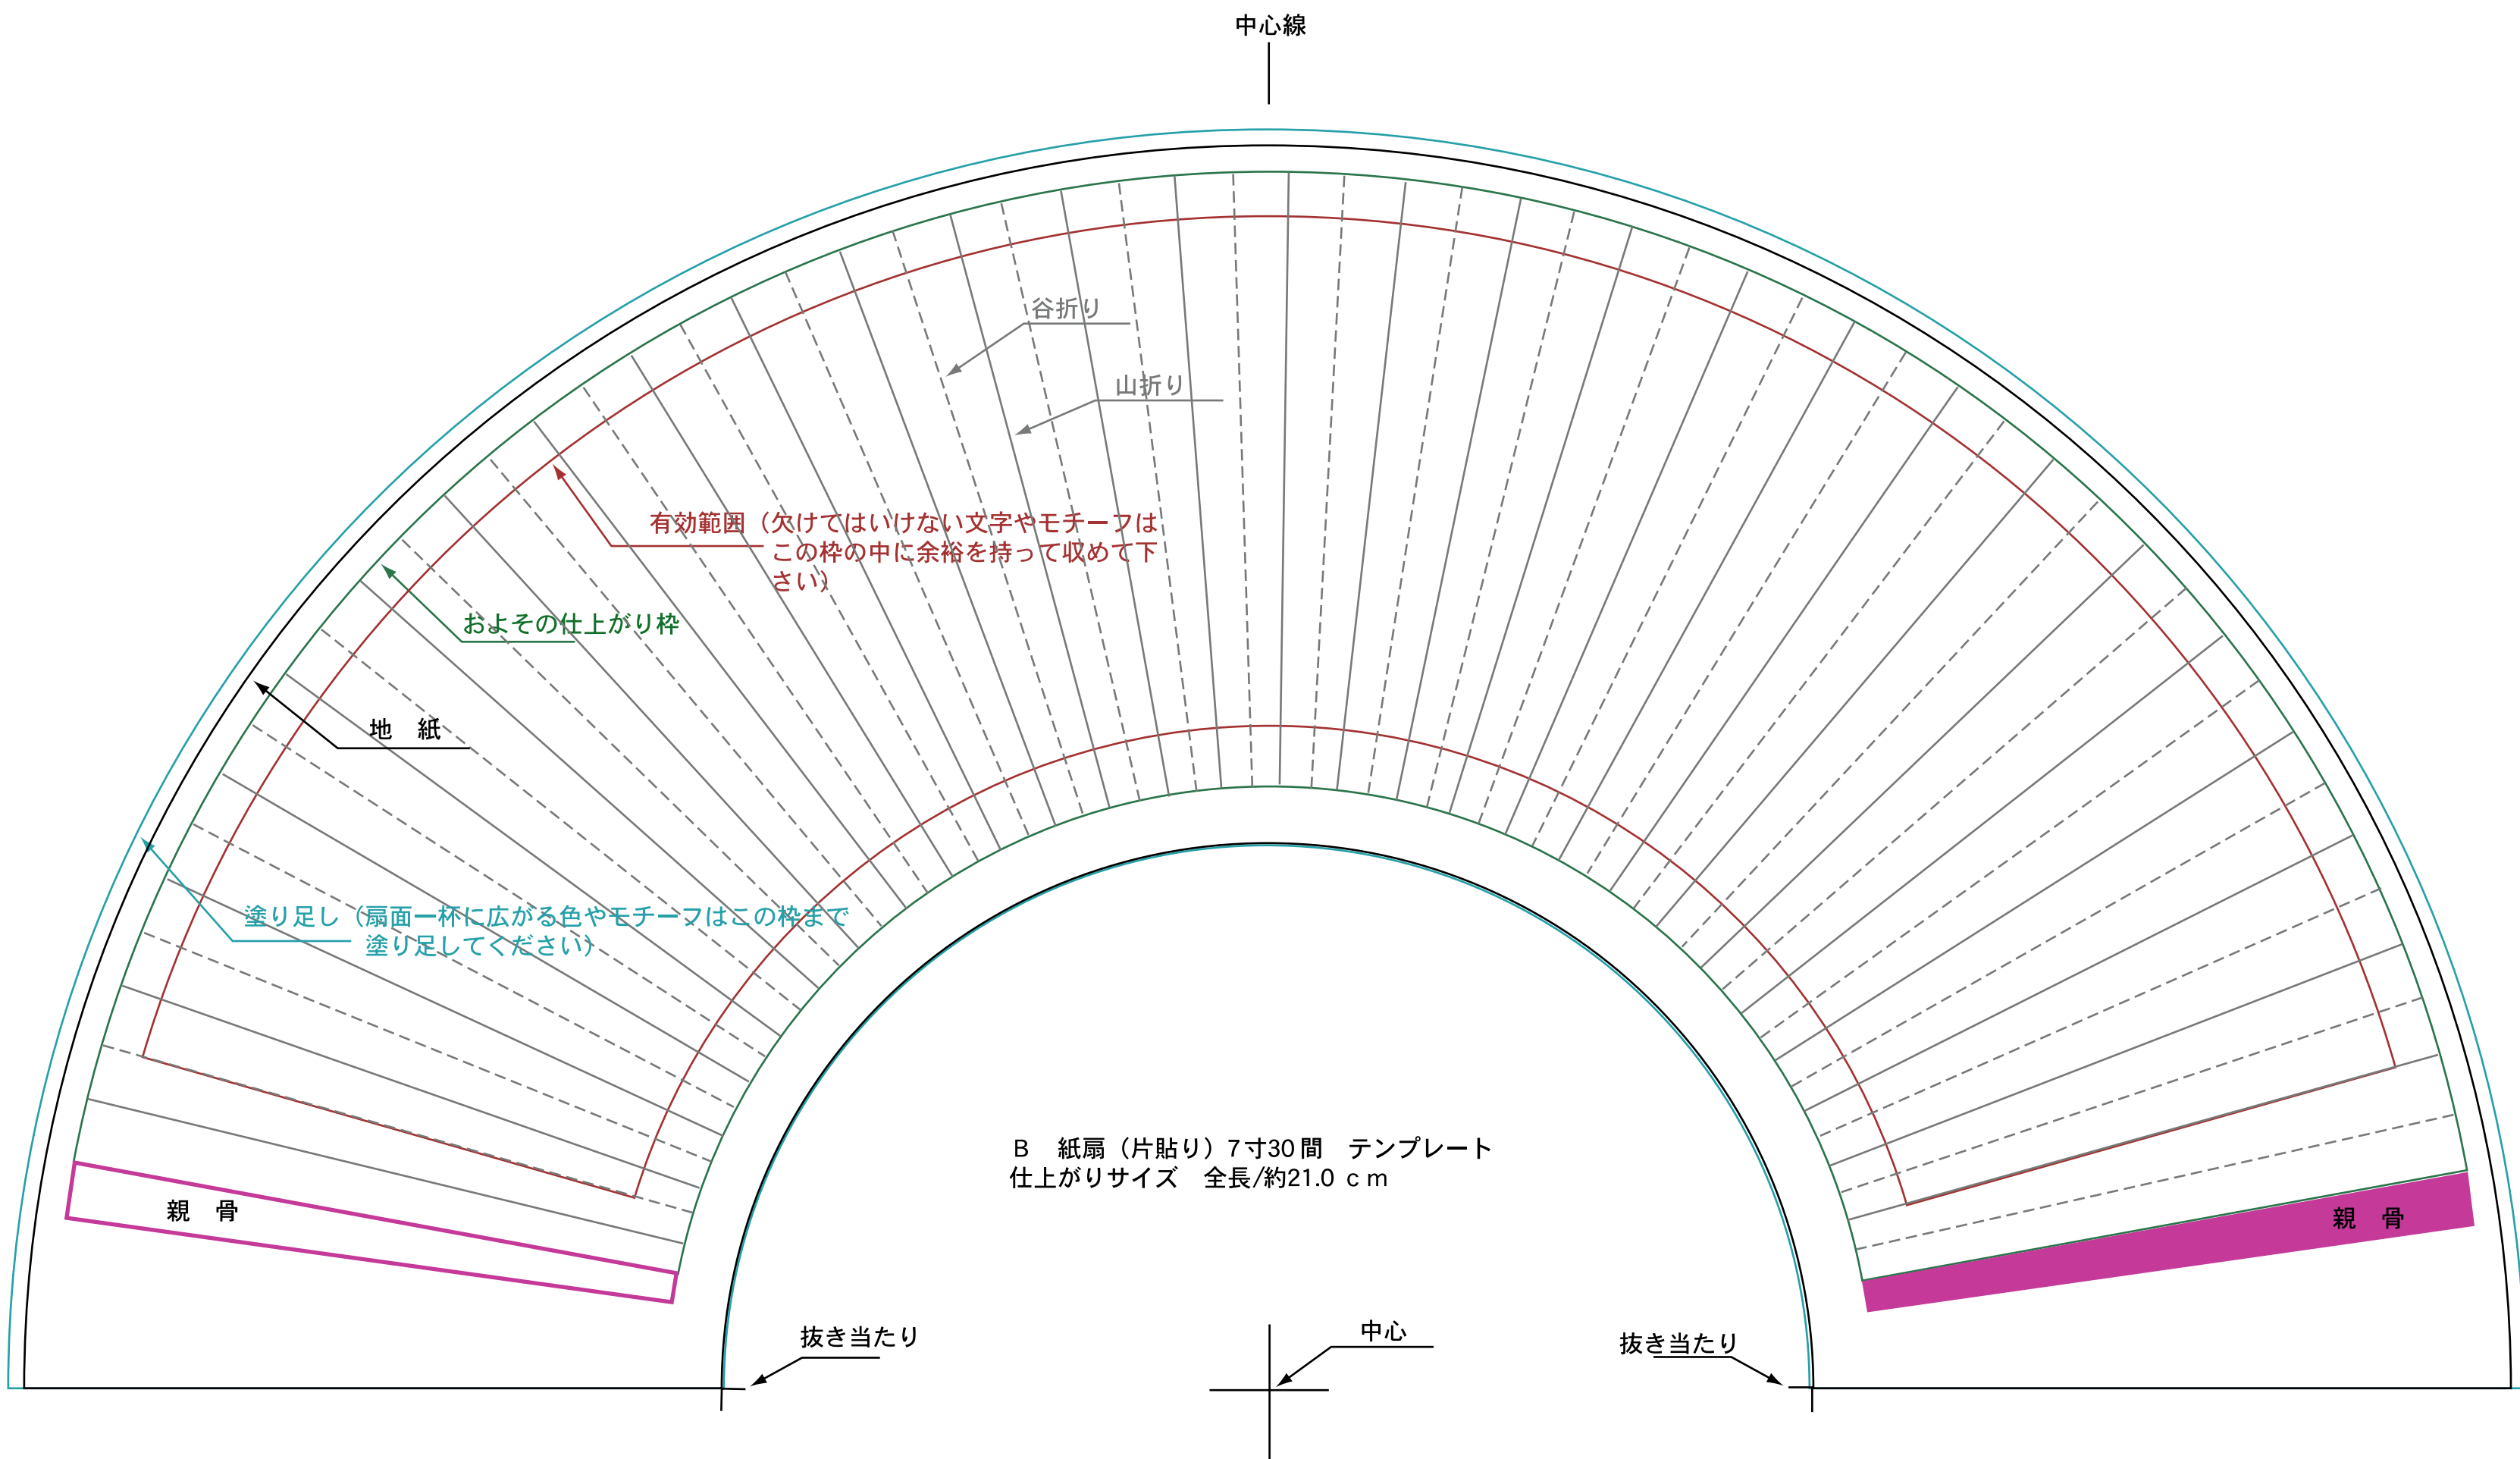 中心線
谷折り
山折り
有効範囲（欠けてはいけない文字やモチーフは
この枠の中に余裕を持って収めて下
さい）
およその仕上がり枠
地　紙
塗り足し（扇面一杯に広がる色やモチーフはこの枠まで
塗り足してください）
B　紙扇（片貼り）7寸30間　テンプレート
仕上がりサイズ　全長/約21.0 ｃｍ
親　骨
親　骨
抜き当たり
中心
抜き当たり